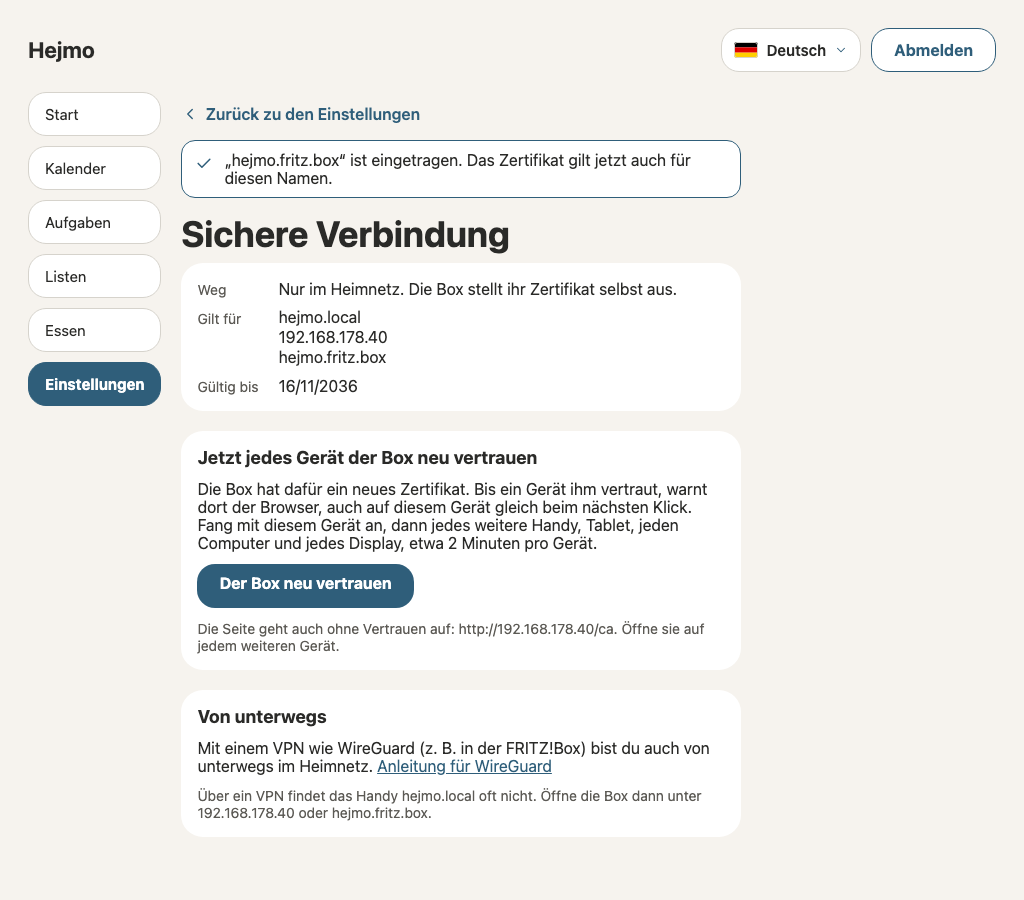 Hejmo
Deutsch
Abmelden
Start
Kalender
Aufgaben
Listen
Essen
Einstellungen
Zurück zu den Einstellungen
„hejmo.fritz.box“ ist eingetragen. Das Zertifikat gilt jetzt auch für
diesen Namen.
Sichere Verbindung
Weg Nur im Heimnetz. Die Box stellt ihr Zertifikat selbst aus.
Gilt für hejmo.local
192.168.178.40
hejmo.fritz.box
Gültig bis 16/11/2036
Jetzt jedes Gerät der Box neu vertrauen
Die Box hat dafür ein neues Zertifikat. Bis ein Gerät ihm vertraut, warnt
dort der Browser, auch auf diesem Gerät gleich beim nächsten Klick.
Fang mit diesem Gerät an, dann jedes weitere Handy, Tablet, jeden
Computer und jedes Display, etwa 2 Minuten pro Gerät.
Der Box neu vertrauen
Die Seite geht auch ohne Vertrauen auf: http://192.168.178.40/ca. Öffne sie auf
jedem weiteren Gerät.
Von unterwegs
Mit einem VPN wie WireGuard (z. B. in der FRITZ!Box) bist du auch von
unterwegs im Heimnetz. Anleitung für WireGuard
Über ein VPN findet das Handy hejmo.local oft nicht. Öffne die Box dann unter
192.168.178.40 oder hejmo.fritz.box.